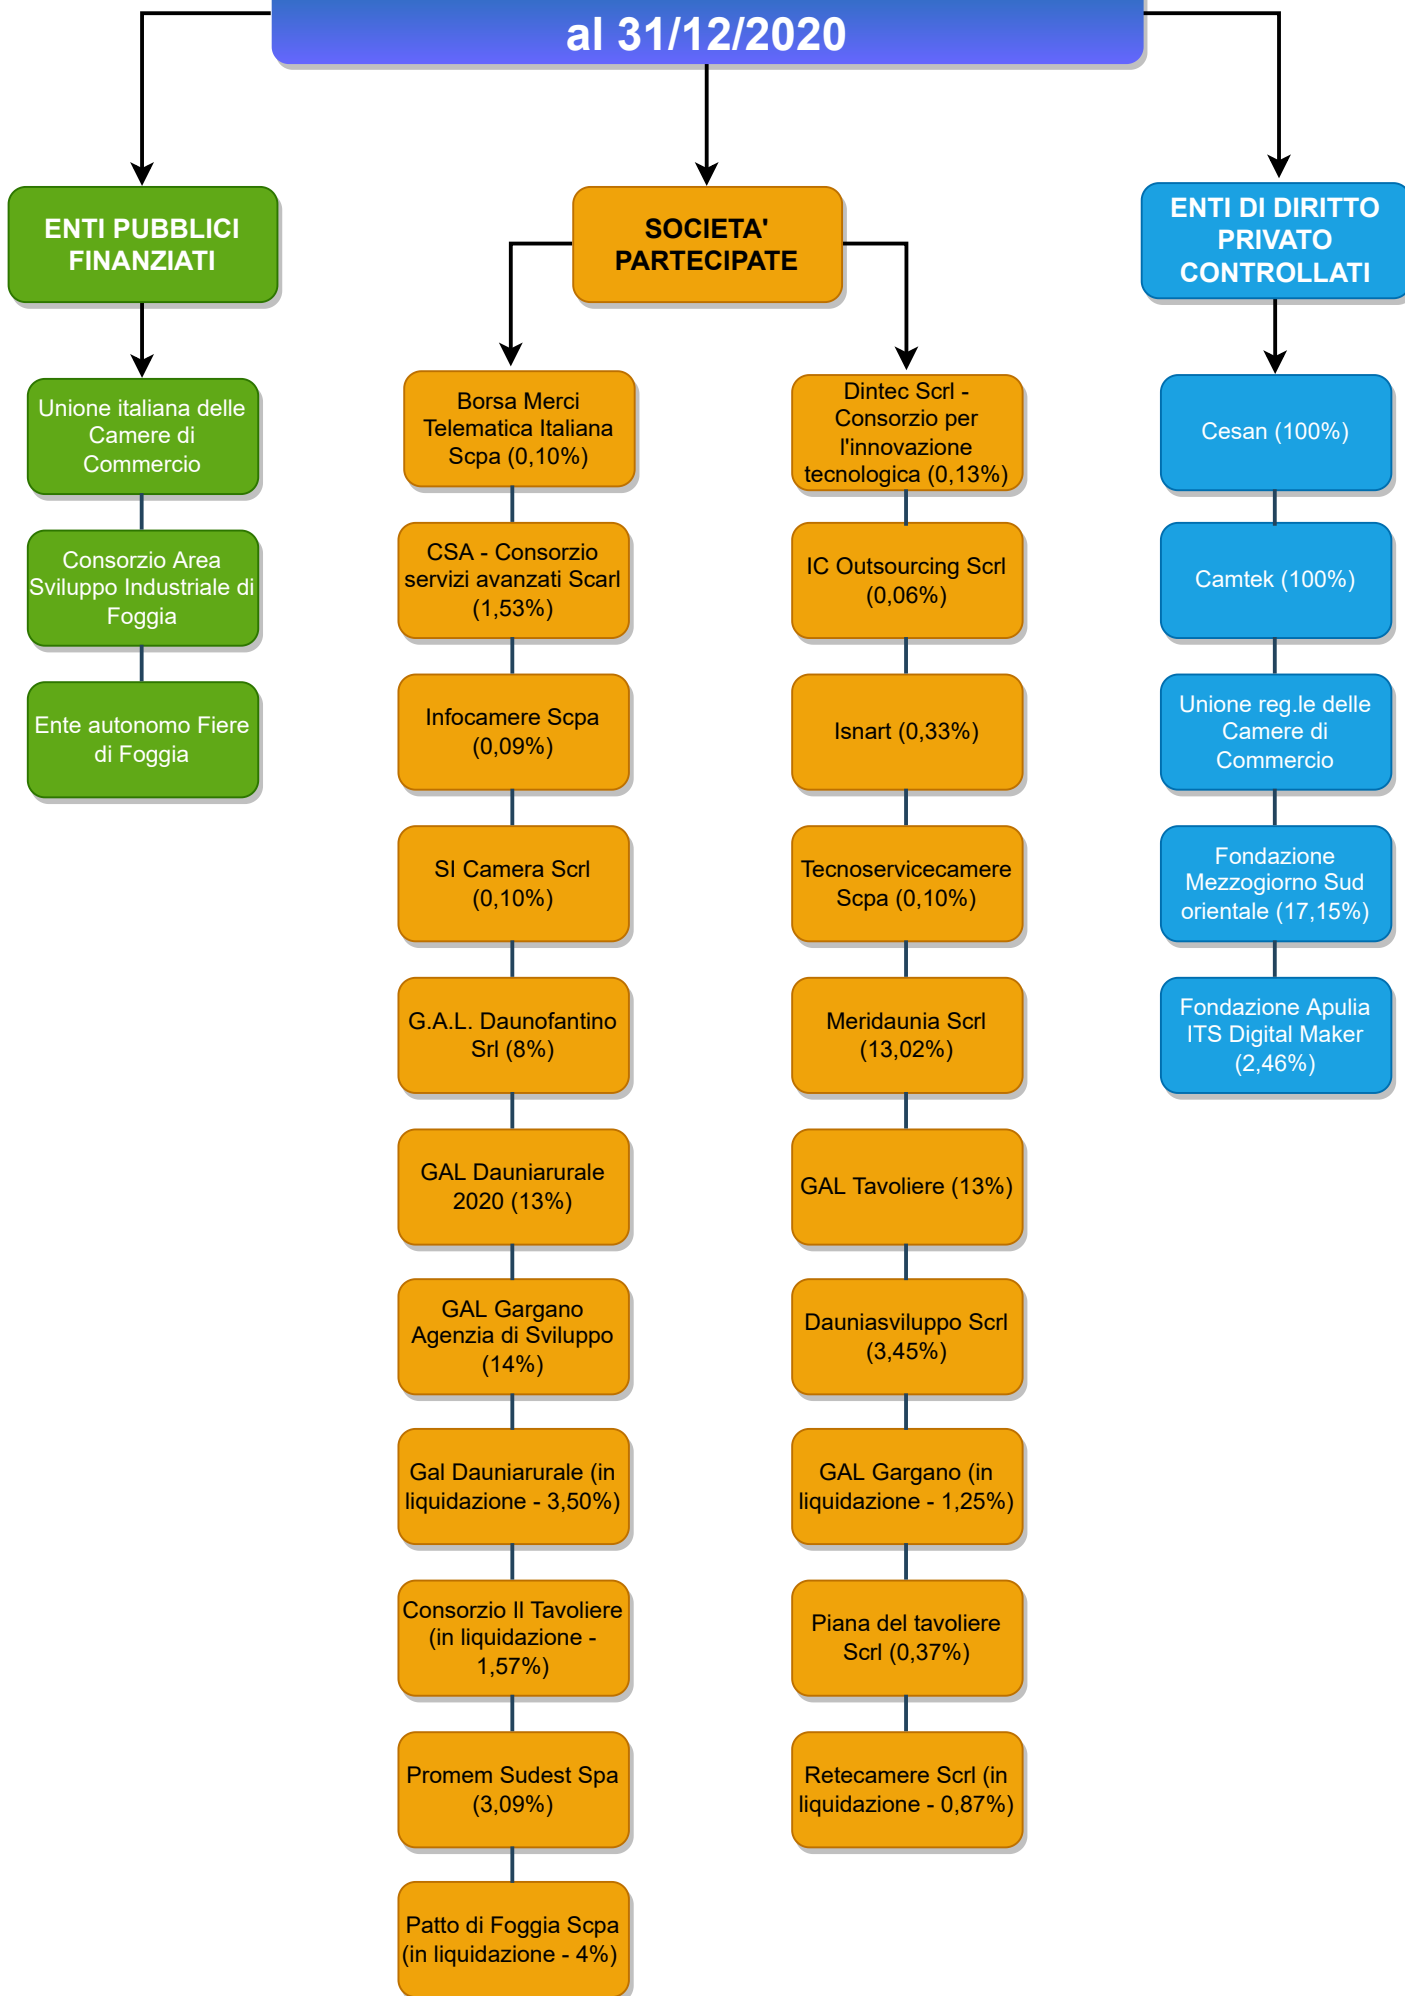 al 31/12/2020
ENTI PUBBLICI
FINANZIATI
Unione italiana delle
Camere di
Commercio
Consorzio Area
Sviluppo Industriale di
Foggia
Ente autonomo Fiere
di Foggia
SOCIETA'
PARTECIPATE
Borsa Merci
Telematica Italiana
Scpa (0,10%)
CSA - Consorzio
servizi avanzati Scarl
(1,53%)
Infocamere Scpa
(0,09%)
SI Camera Scrl
(0,10%)
G.A.L. Daunofantino
Srl (8%)
GAL Dauniarurale
2020 (13%)
GAL Gargano
Agenzia di Sviluppo
(14%)
Gal Dauniarurale (in
liquidazione - 3,50%)
Consorzio Il Tavoliere
(in liquidazione -
1,57%)
Promem Sudest Spa
(3,09%)
Patto di Foggia Scpa
(in liquidazione - 4%)
Dintec Scrl -
Consorzio per
l'innovazione
tecnologica (0,13%)
IC Outsourcing Scrl
(0,06%)
Isnart (0,33%)
Tecnoservicecamere
Scpa (0,10%)
Meridaunia Scrl
(13,02%)
GAL Tavoliere (13%)
Dauniasviluppo Scrl
(3,45%)
GAL Gargano (in
liquidazione - 1,25%)
Piana del tavoliere
Scrl (0,37%)
Retecamere Scrl (in
liquidazione - 0,87%)
ENTI DI DIRITTO
PRIVATO
CONTROLLATI
Cesan (100%)
Camtek (100%)
Unione reg.le delle
Camere di
Commercio
Fondazione
Mezzogiorno Sud
orientale (17,15%)
Fondazione Apulia
ITS Digital Maker
(2,46%)